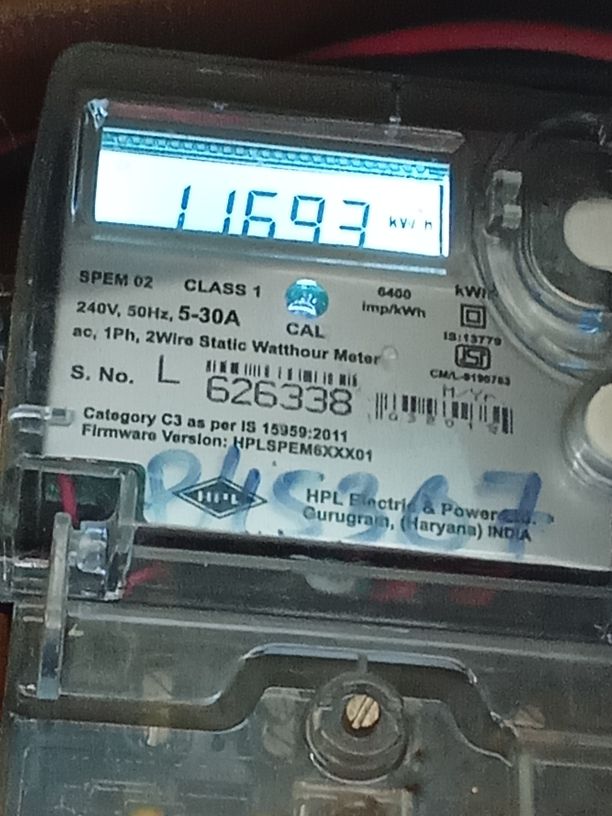 11693 kWh
SPEM 02 CLASS 1 6400 kWh
240V, 50Hz, 5-30A CAL imp/kWh
ac, 1Ph, 2Wire Static Watthour Meter IS:13779
S. No. L 626338 M/Yr
Category C3 as per IS 15959:2011
Firmware Version: HPLSPEM6XXX01
HPL HPL Electric & Power Ltd.
Gurugram, (Haryana) INDIA